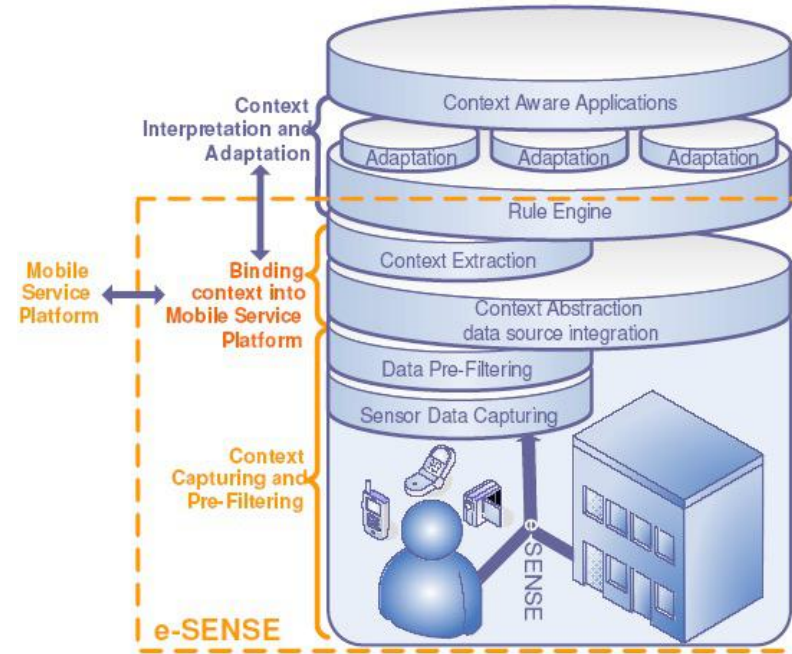 Context Aware Applications
Context
Interpretation and
Adaptation
Adaptation
Adaptation
Adaptation
Rule Engine
Context Extraction
Mobile
Service
Platform
Binding
context into
Mobile Service
Platform
Context Abstraction
data source integration
Data Pre-Filtering
Sensor Data Capturing
Context
Capturing and
Pre-Filtering
e-SENSE
e-SENSE